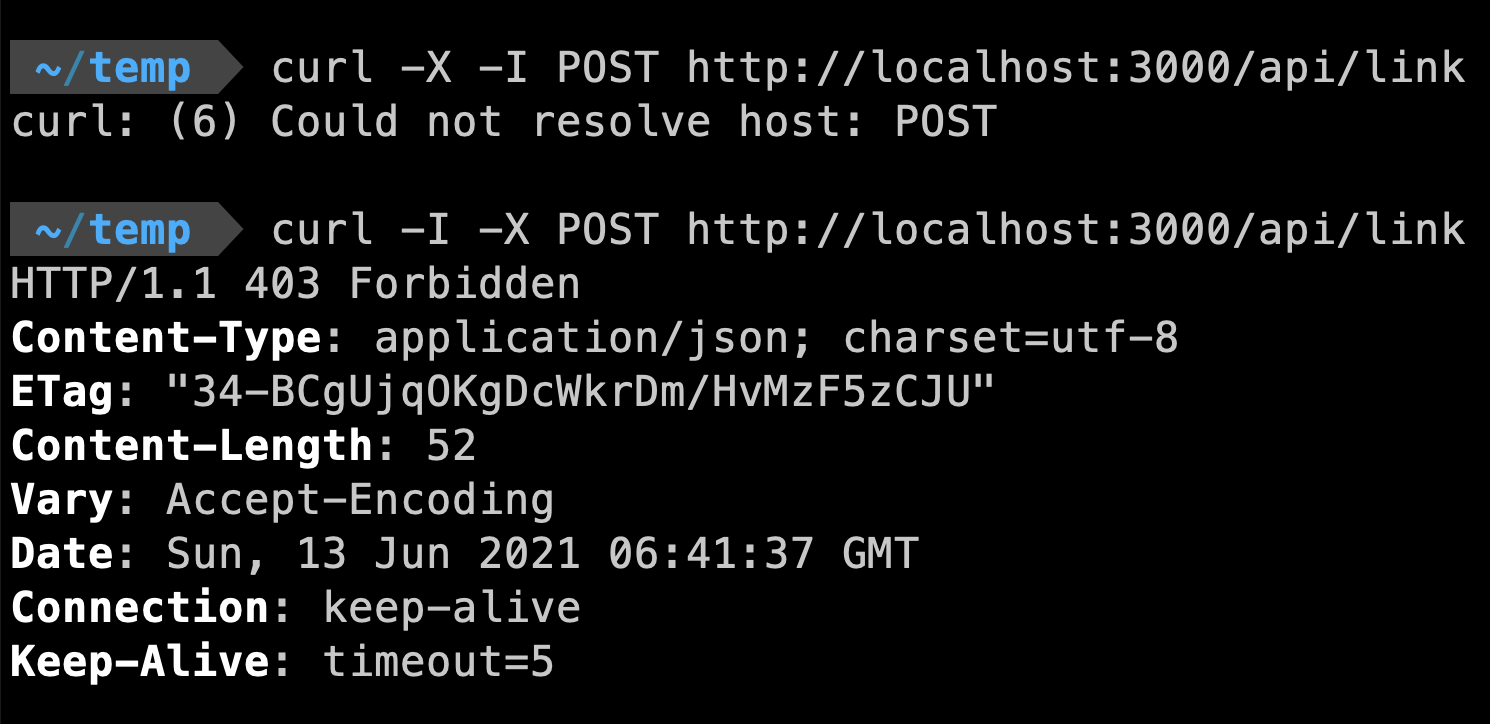 ~/temp curl -X -I POST http://localhost:3000/api/link
curl: (6) Could not resolve host: POST
~/temp curl -I -X POST http://localhost:3000/api/link
HTTP/1.1 403 Forbidden
Content-Type: application/json; charset=utf-8
ETag: "34-BCgUjqOKgDcWkrDm/HvMzF5zCJU"
Content-Length: 52
Vary: Accept-Encoding
Date: Sun, 13 Jun 2021 06:41:37 GMT
Connection: keep-alive
Keep-Alive: timeout=5